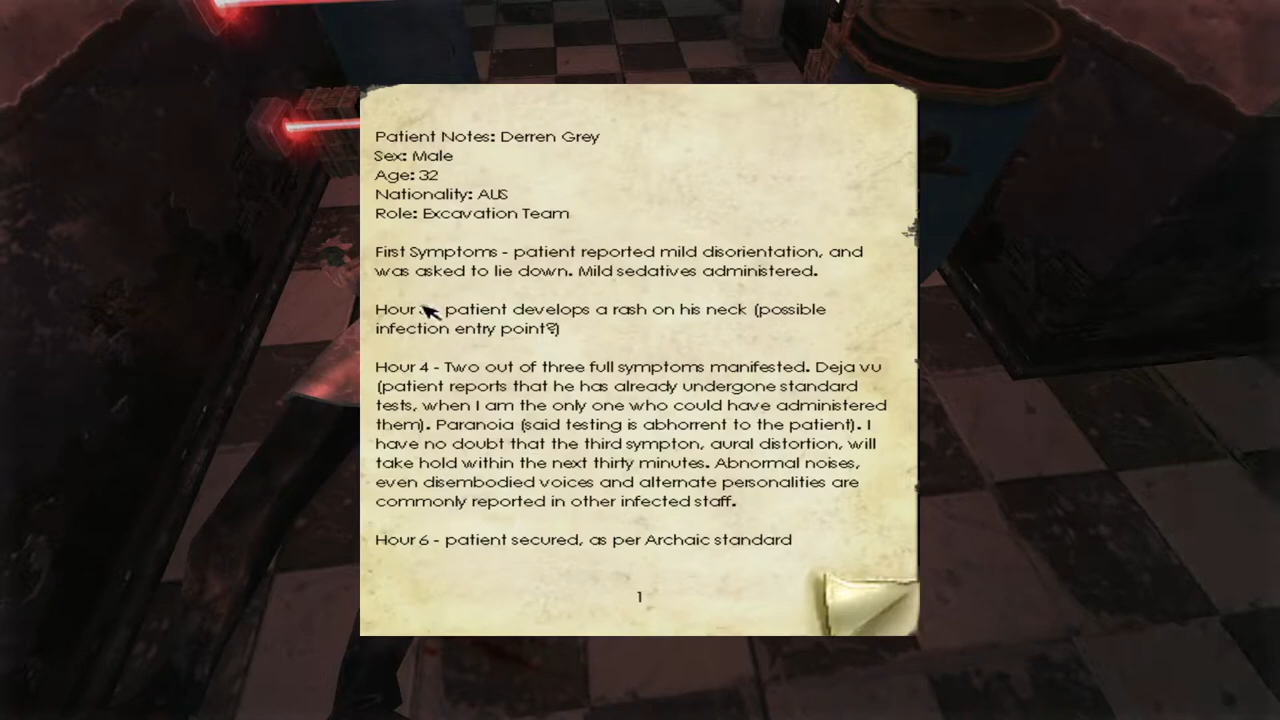 Patient Notes: Derren Grey
Sex: Male
Age: 32
Nationality: AUS
Role: Excavation Team
First Symptoms - patient reported mild disorientation, and
was asked to lie down. Mild sedatives administered.
Hour patient develops a rash on his neck (possible
infection entry point?)
Hour 4 - Two out of three full symptoms manifested. Deja vu
(patient reports that he has already undergone standard
tests, when I am the only one who could have administered
them). Paranoia (said testing is abhorrent to the patient). I
have no doubt that the third sympton, aural distortion, will
take hold within the next thirty minutes. Abnormal noises,
even disembodied voices and alternate personalities are
commonly reported in other infected staff.
Hour 6 - patient secured, as per Archaic standard
1